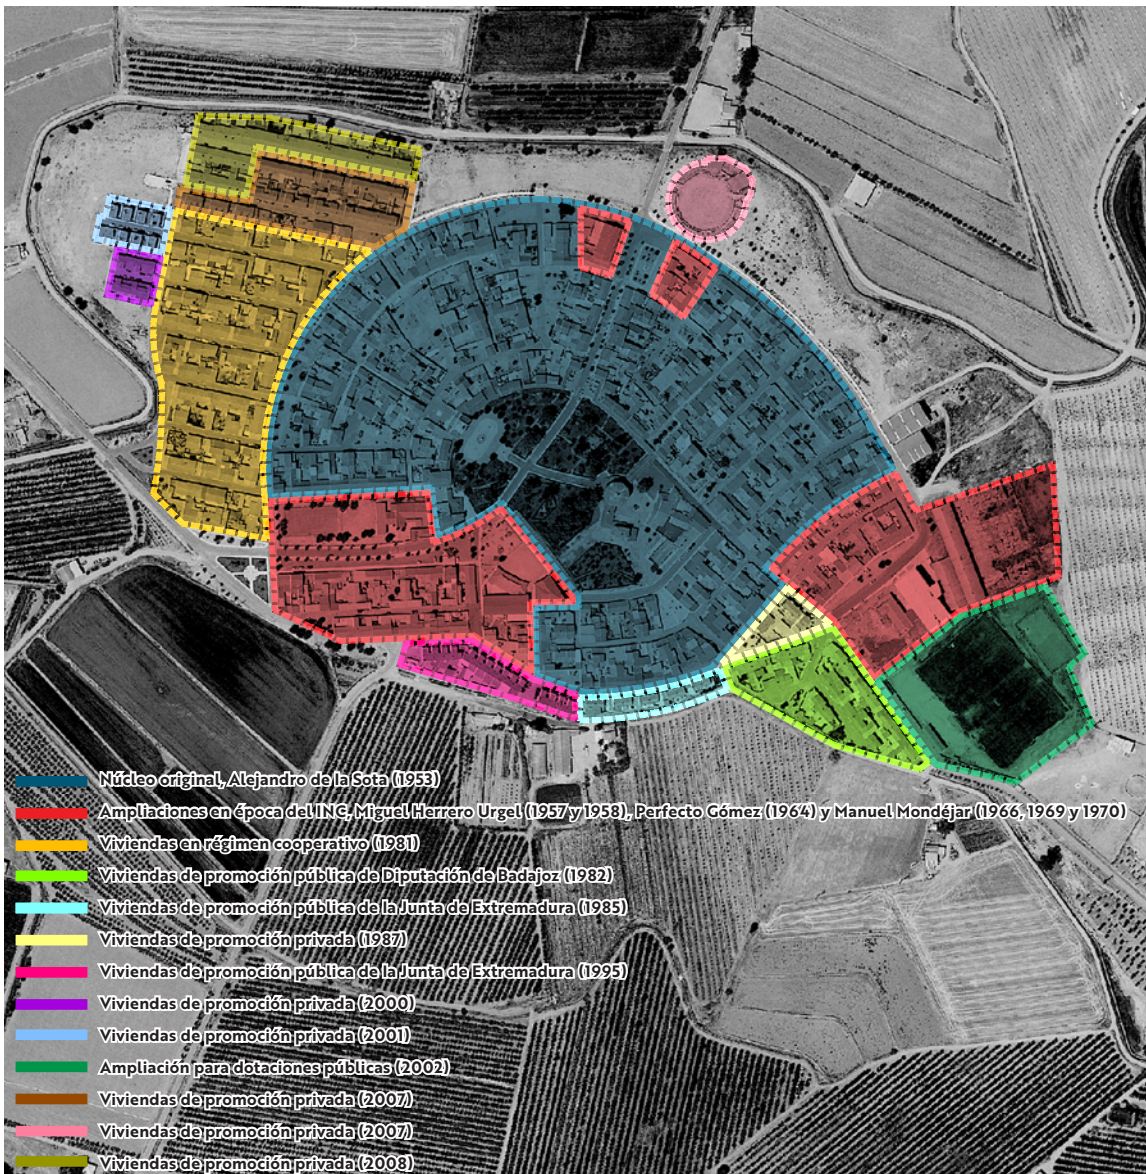 Núcleo original, Alejandro de la Sota (1953)
Ampliaciones en época del INC, Miguel Herrero Urgel (1957 y 1958), Perfecto Gómez (1964) y Manuel Mondéjar (1966, 1969 y 1970)
Viviendas en régimen cooperativo (1981)
Viviendas de promoción pública de Diputación de Badajoz (1982)
Viviendas de promoción pública de la Junta de Extremadura (1985)
Viviendas de promoción privada (1987)
Viviendas de promoción pública de la Junta de Extremadura (1995)
Viviendas de promoción privada (2000)
Viviendas de promoción privada (2001)
Ampliación para dotaciones públicas (2002)
Viviendas de promoción privada (2007)
Viviendas de promoción privada (2007)
Viviendas de promoción privada (2008)